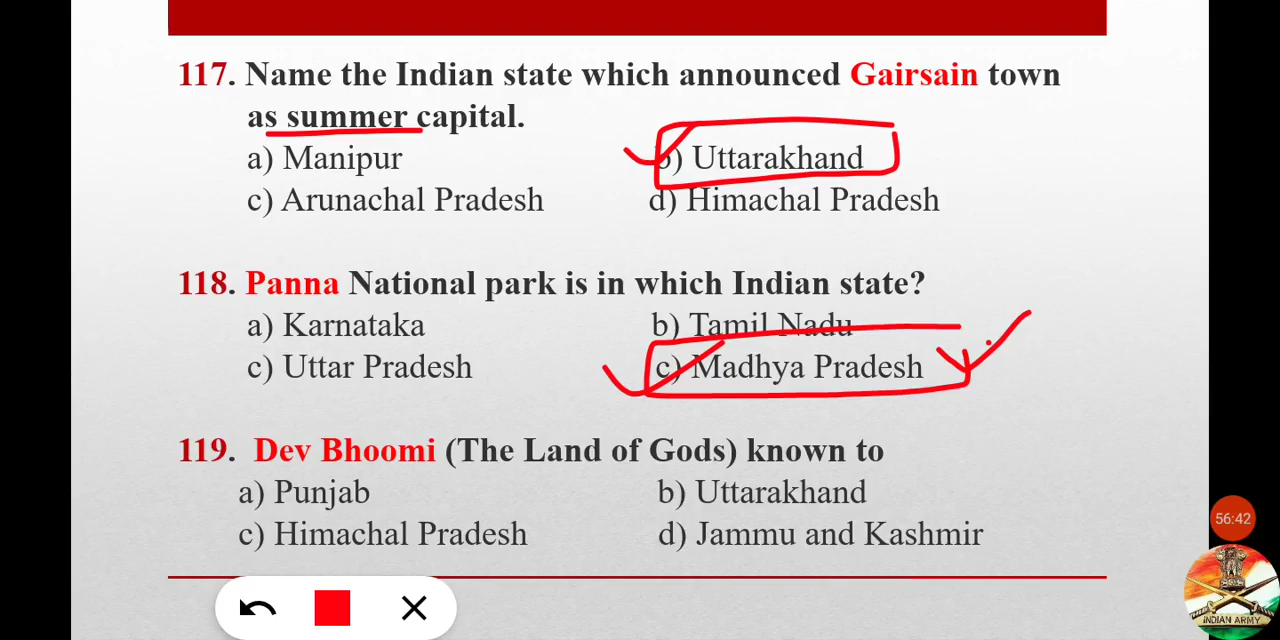 117. Name the Indian state which announced Gairsain town
as summer capital.
a) Manipur b) Uttarakhand
c) Arunachal Pradesh d) Himachal Pradesh
118. Panna National park is in which Indian state?
a) Karnataka b) Tamil Nadu
c) Uttar Pradesh c) Madhya Pradesh
119. Dev Bhoomi (The Land of Gods) known to
a) Punjab b) Uttarakhand
c) Himachal Pradesh d) Jammu and Kashmir
56:42
INDIAN ARMY